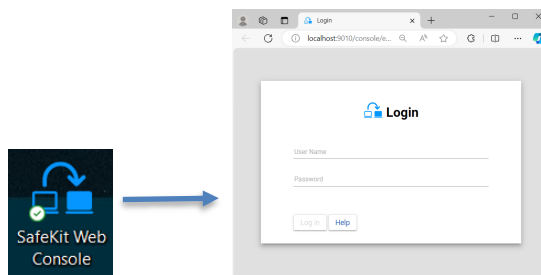 Login
localhost:9010/console/e...
Login
User Name
Password
Log in
Help
SafeKit Web
Console